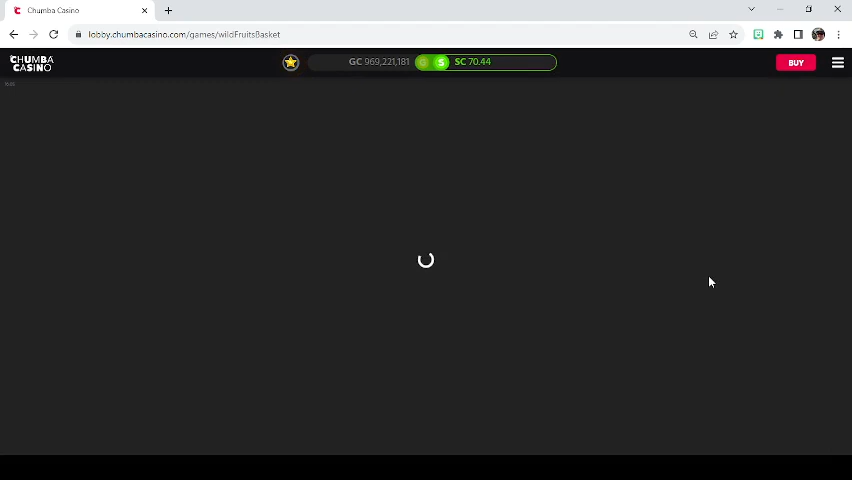 Chumba Casino
lobby.chumbacasino.com/games/wildFruitsBasket
CHUMBA
CASINO
GC 969,221,181
S
SC 70.44
BUY